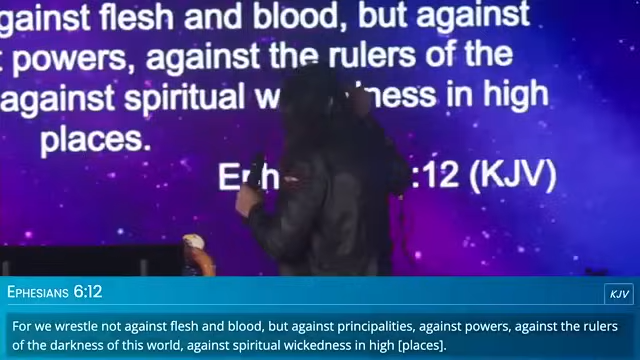 gainst flesh and blood, but against
powers, against the rulers of the
against spiritual in high
places.
:12 (KJV)
EPHESIANS 6:12
KJV
For we wrestle not against flesh and blood, but against principalities, against powers, against the rulers
of the darkness of this world, against spiritual wickedness in high [places].